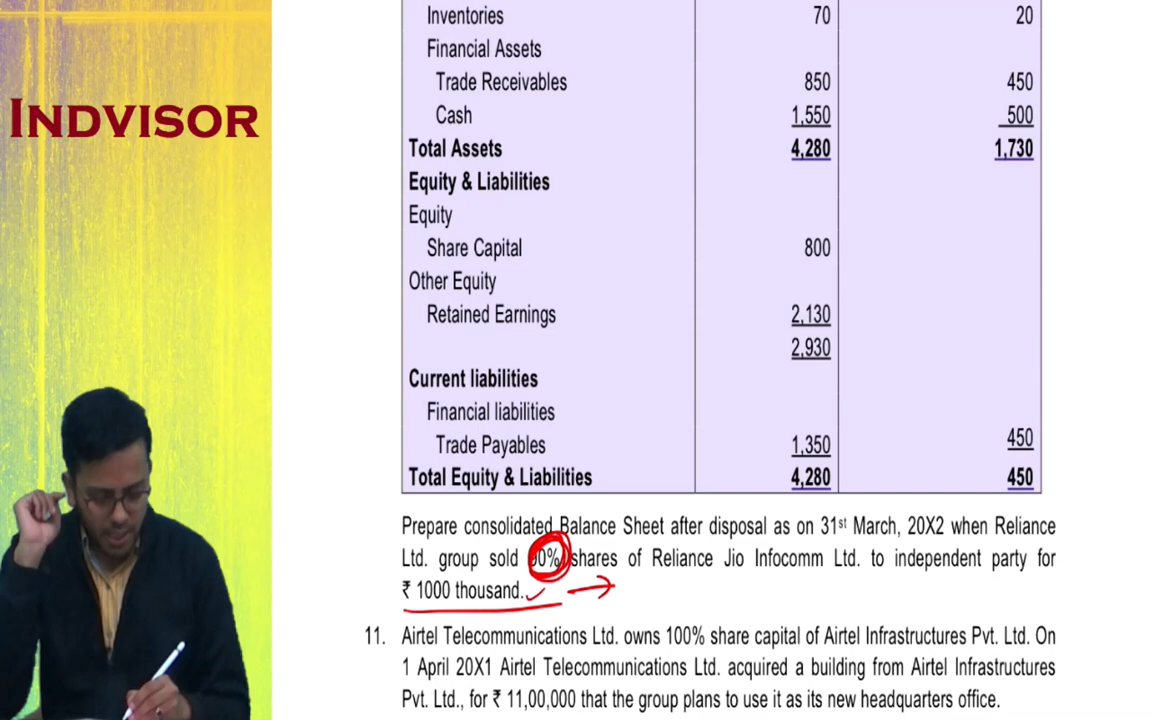 INDVISOR
Inventories 70 20
Financial Assets
Trade Receivables 850 450
Cash 1,550 500
Total Assets 4,280 1,730
Equity & Liabilities
Equity
Share Capital 800
Other Equity
Retained Earnings 2,130
2,930
Current liabilities
Financial liabilities
Trade Payables 1,350 450
Total Equity & Liabilities 4,280 450
Prepare consolidated Balance Sheet after disposal as on 31st March, 20X2 when Reliance
Ltd. group sold shares of Reliance Jio Infocomm Ltd. to independent party for
₹ 1000 thousand.
11. Airtel Telecommunications Ltd. owns 100% share capital of Airtel Infrastructures Pvt. Ltd. On
1 April 20X1 Airtel Telecommunications Ltd. acquired a building from Airtel Infrastructures
Pvt. Ltd., for ₹ 11,00,000 that the group plans to use it as its new headquarters office.